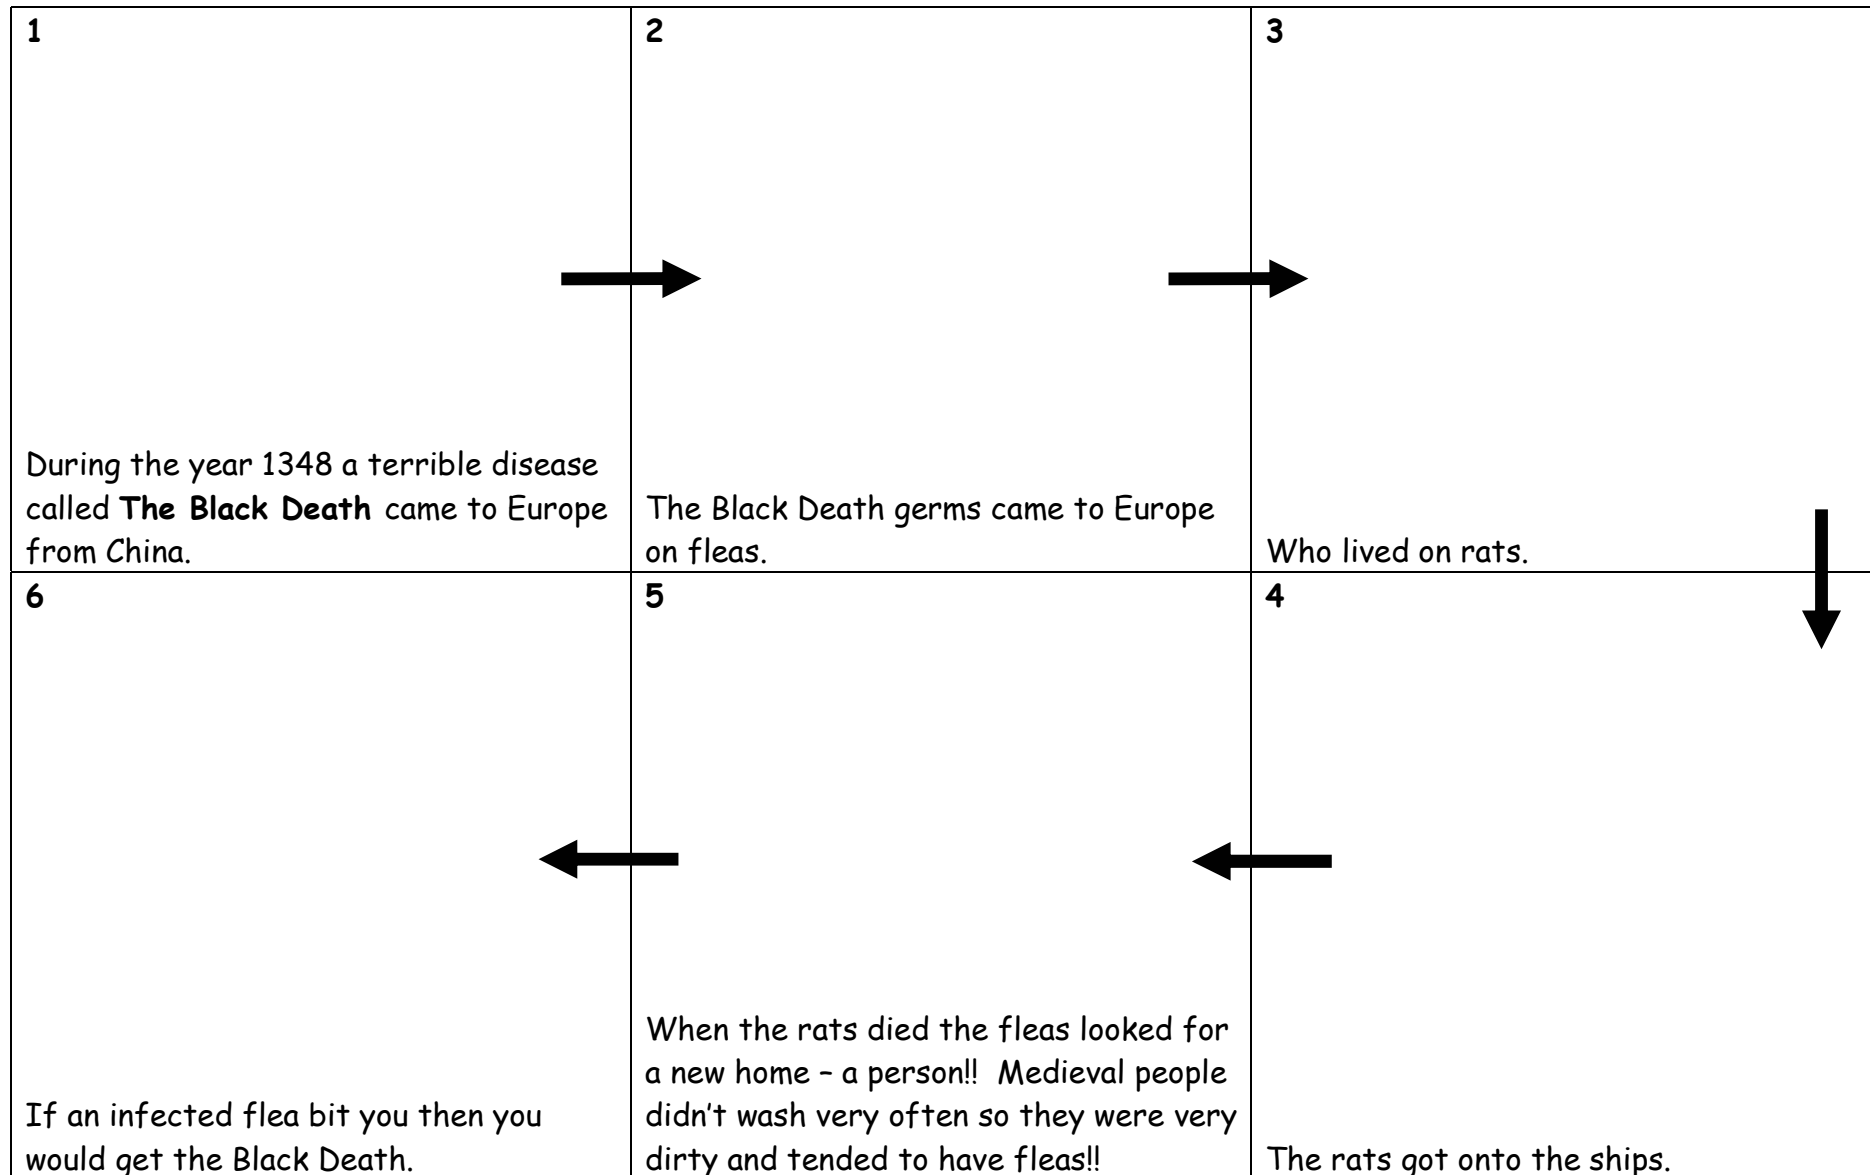 1
During the year 1348 a terrible disease
called The Black Death came to Europe
from China.
2
The Black Death germs came to Europe
on fleas.
3
Who lived on rats.
4
The rats got onto the ships.
5
When the rats died the fleas looked for
a new home – a person!! Medieval people
didn't wash very often so they were very
dirty and tended to have fleas!!
6
If an infected flea bit you then you
would get the Black Death.